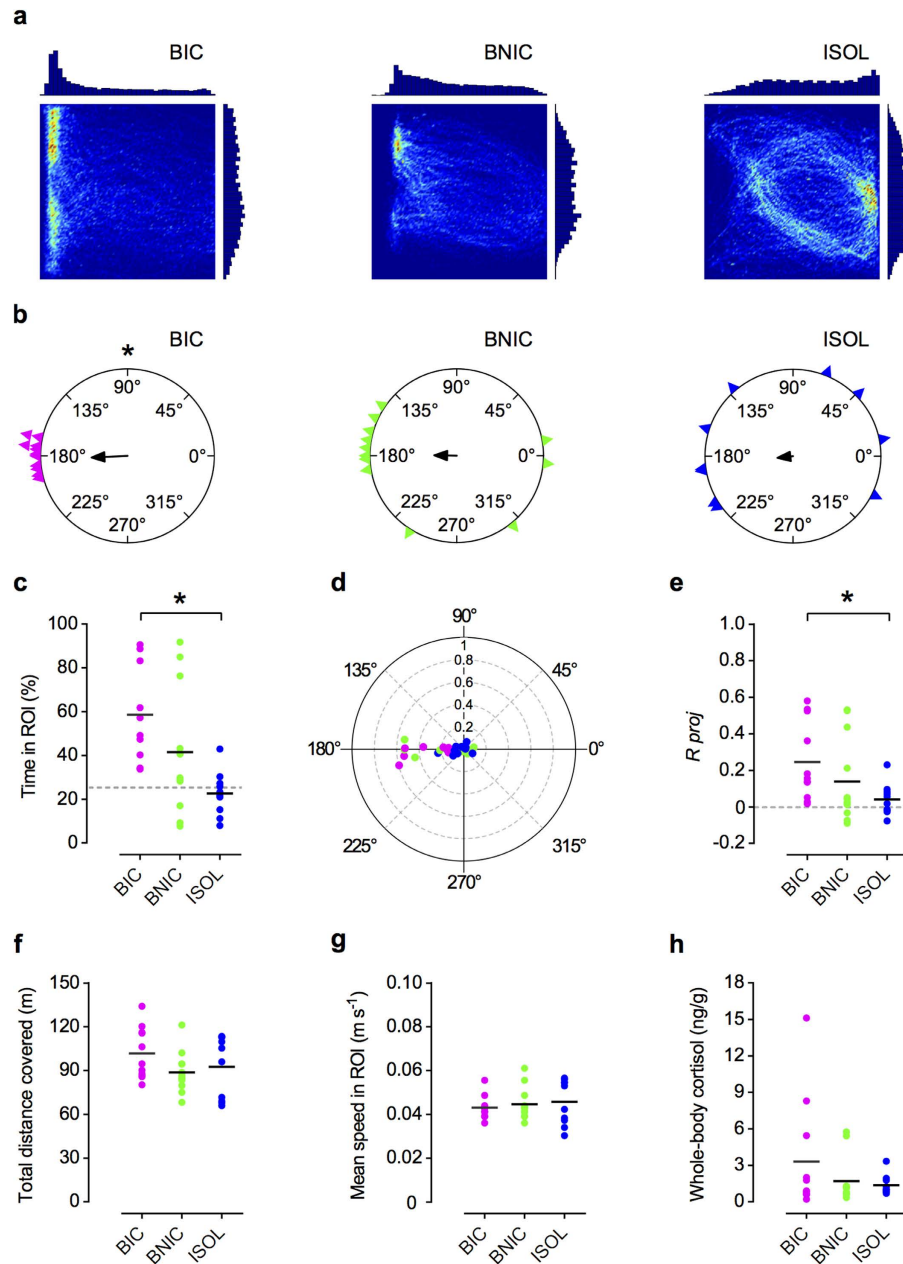 a
BIC
BNIC
ISOL
b
BIC
BNIC
ISOL
*
90°
90°
90°
135°
45°
135°
45°
135°
45°
180°
0°
180°
0°
180°
0°
225°
315°
225°
315°
225°
315°
270°
270°
270°
c
*
100
80
60
40
20
0
Time in ROI (%)
BIC
BNIC
ISOL
d
90°
135°
45°
1
0.8
0.6
0.4
0.2
180°
0°
225°
315°
270°
e
*
1.0
0.8
0.6
0.4
0.2
0
-0.2
R proj
BIC
BNIC
ISOL
f
150
120
90
60
30
0
Total distance covered (m)
BIC
BNIC
ISOL
g
0.10
0.08
0.06
0.04
0.02
0
Mean speed in ROI (m s-1)
BIC
BNIC
ISOL
h
18
15
12
9
6
3
0
Whole-body cortisol (ng/g)
BIC
BNIC
ISOL